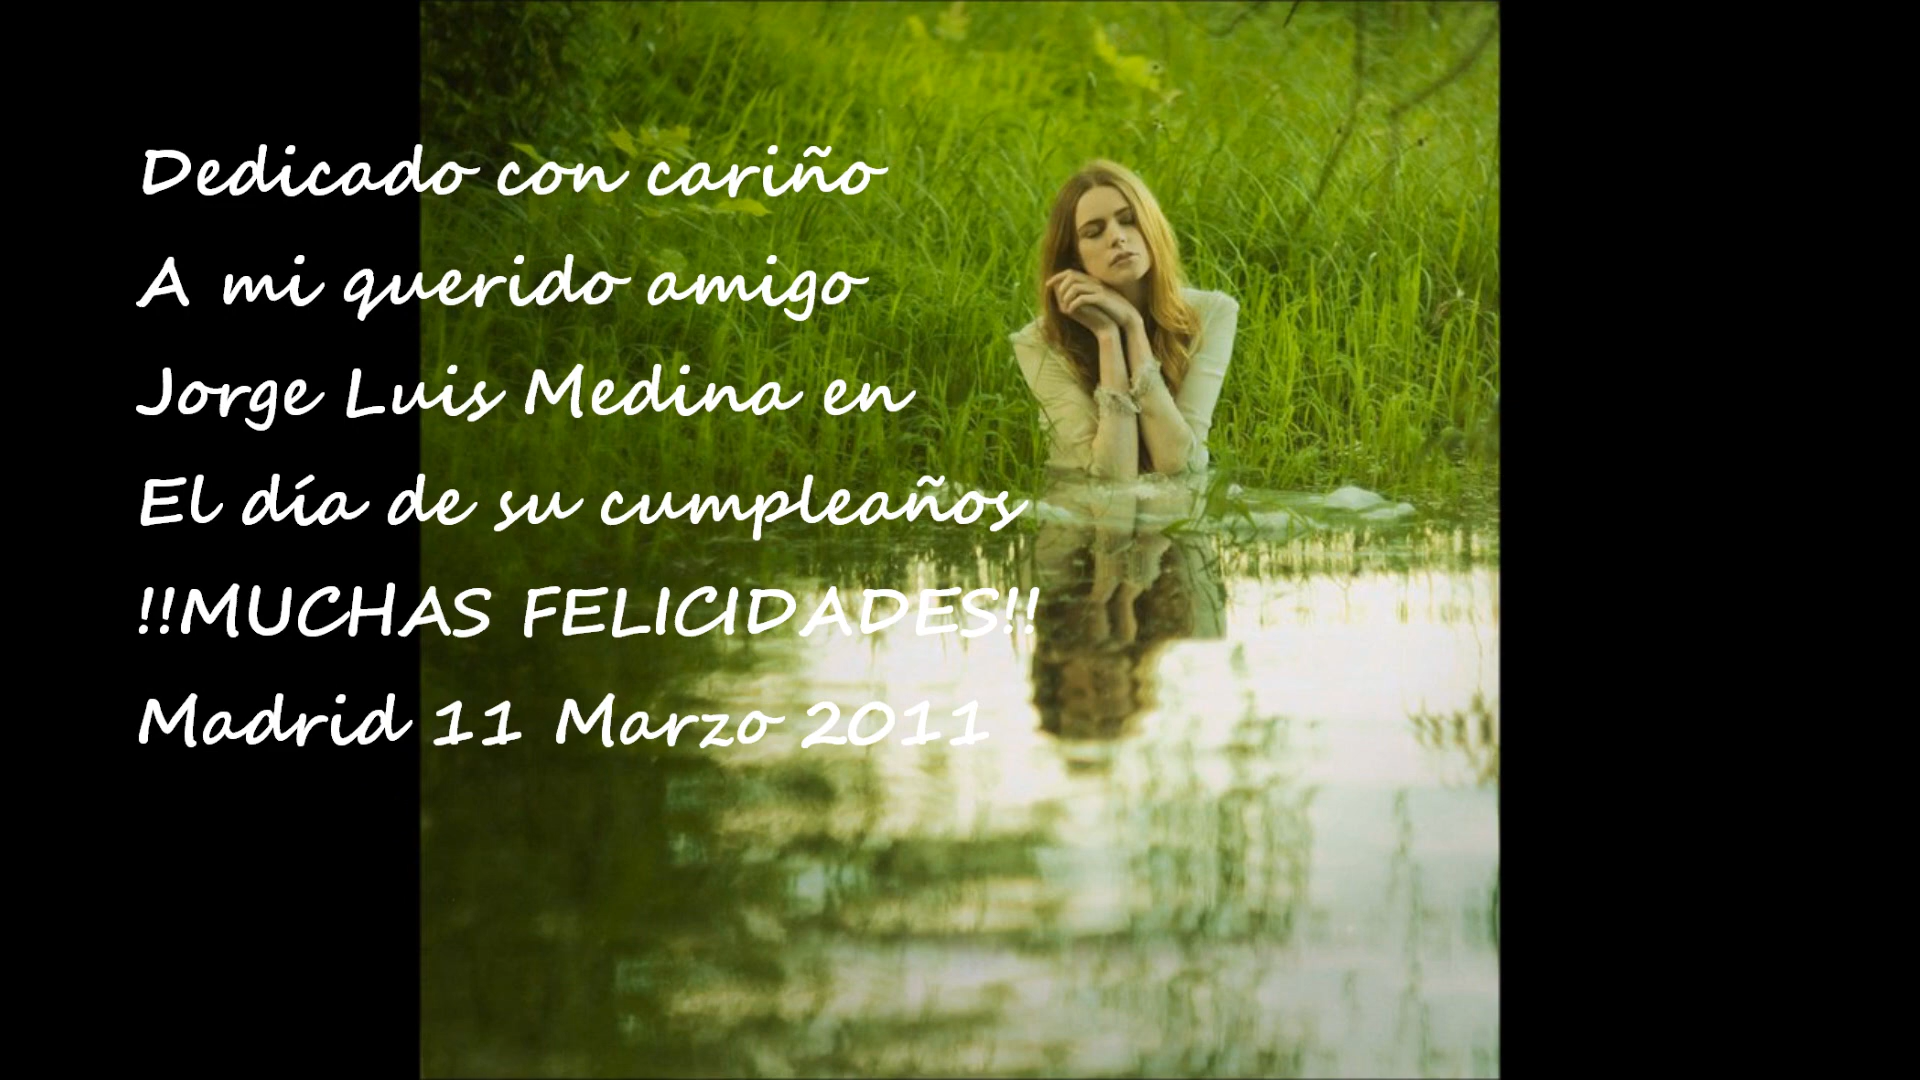 Dedicado con cariño
A mi querido amigo
Jorge Luis Medina en
El día de su cumpleaños
!!MUCHAS FELICIDADES!!
Madrid 11 Marzo 2011